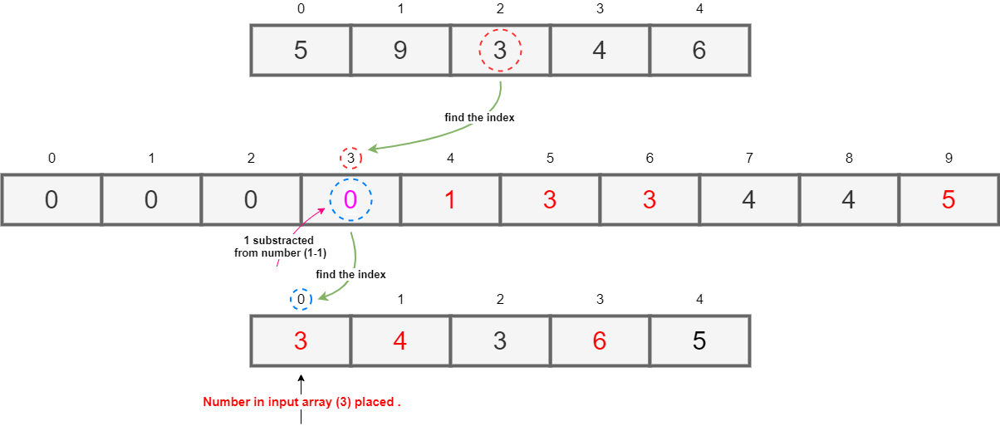 0 1 2 3 4
5 9 3 4 6
find the index
0 1 2 3 4 5 6 7 8 9
0 0 0 0 1 3 3 4 4 5
1 substracted
from number (1-1)
find the index
0 1 2 3 4
3 4 3 6 5
Number in input array (3) placed .